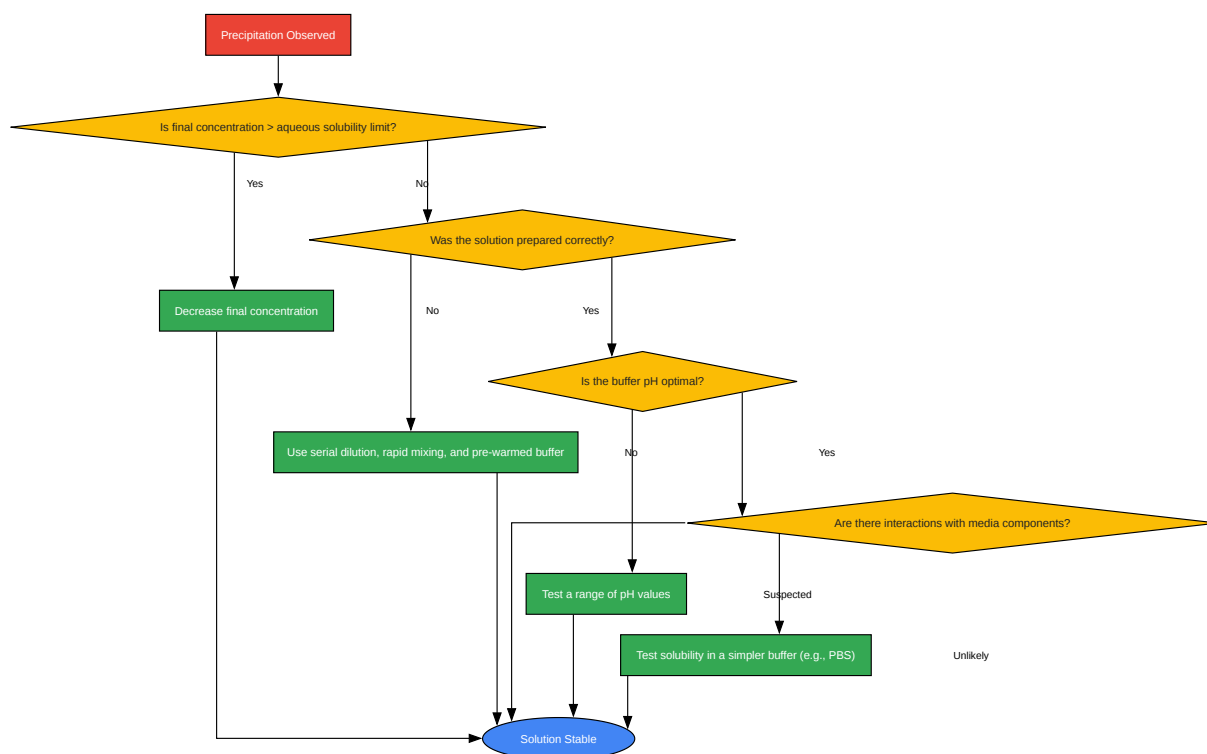 Precipitation Observed
Is final concentration > aqueous solubility limit?
Yes
No
Was the solution prepared correctly?
Decrease final concentration
No
Yes
Is the buffer pH optimal?
Use serial dilution, rapid mixing, and pre-warmed buffer
No
Yes
Are there interactions with media components?
Test a range of pH values
Suspected
Test solubility in a simpler buffer (e.g., PBS)
Unlikely
Solution Stable